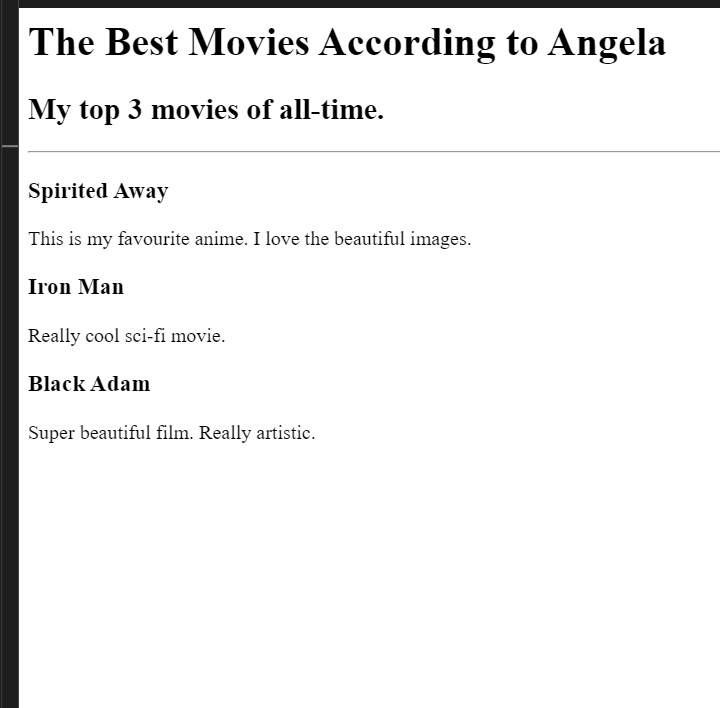 The Best Movies According to Angela
My top 3 movies of all-time.
Spirited Away
This is my favourite anime. I love the beautiful images.
Iron Man
Really cool sci-fi movie.
Black Adam
Super beautiful film. Really artistic.